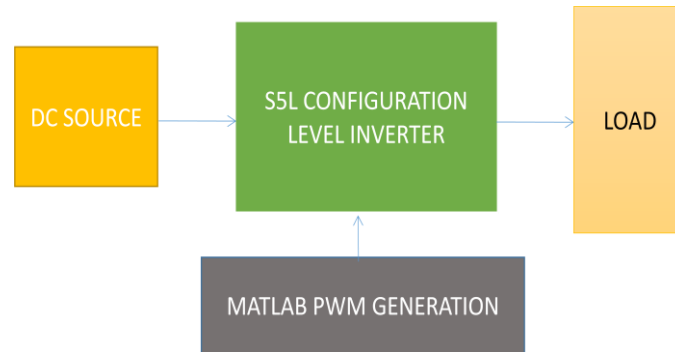 DC SOURCE
S5L CONFIGURATION
LEVEL INVERTER
LOAD
MATLAB PWM GENERATION